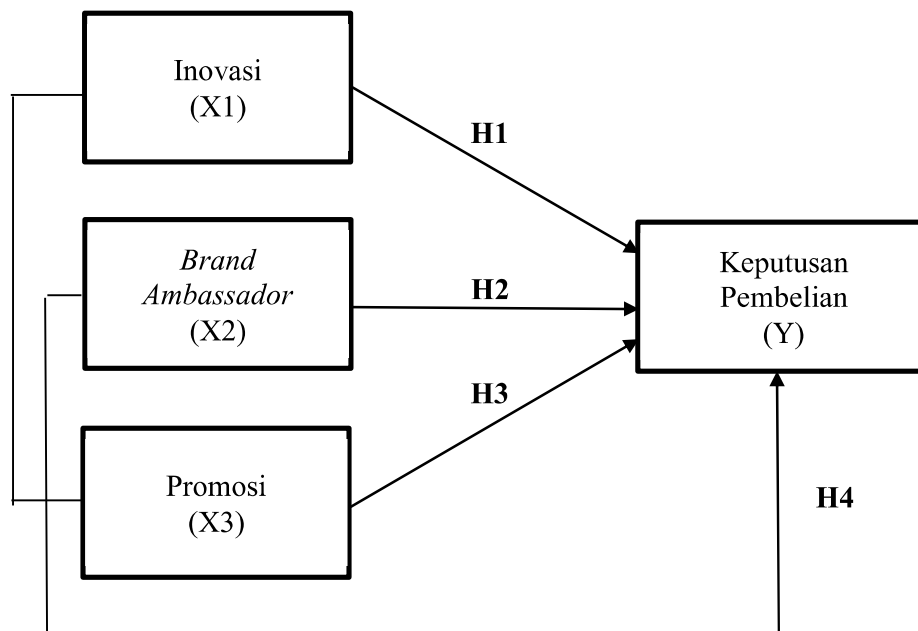 Inovasi
(X1)
H1
Brand
Ambassador
(X2)
H2
Keputusan
Pembelian
(Y)
H3
Promosi
(X3)
H4